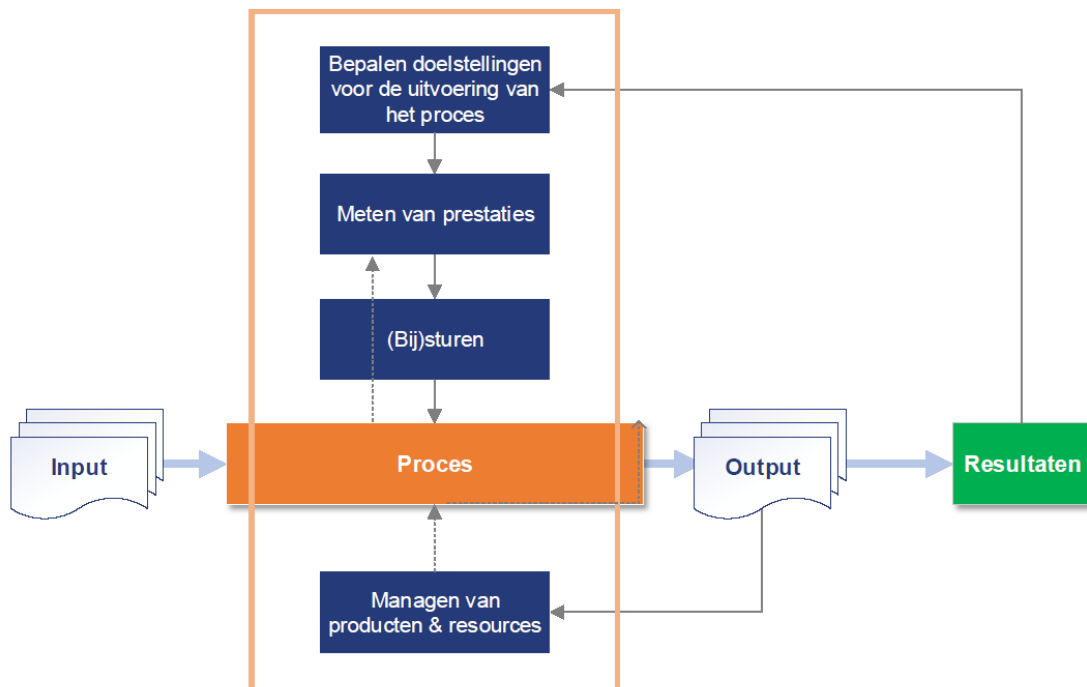 Bepalen doelstellingen
voor de uitvoering van
het proces
Meten van prestaties
(Bij)sturen
Input
Proces
Output
Resultaten
Managen van
producten & resources